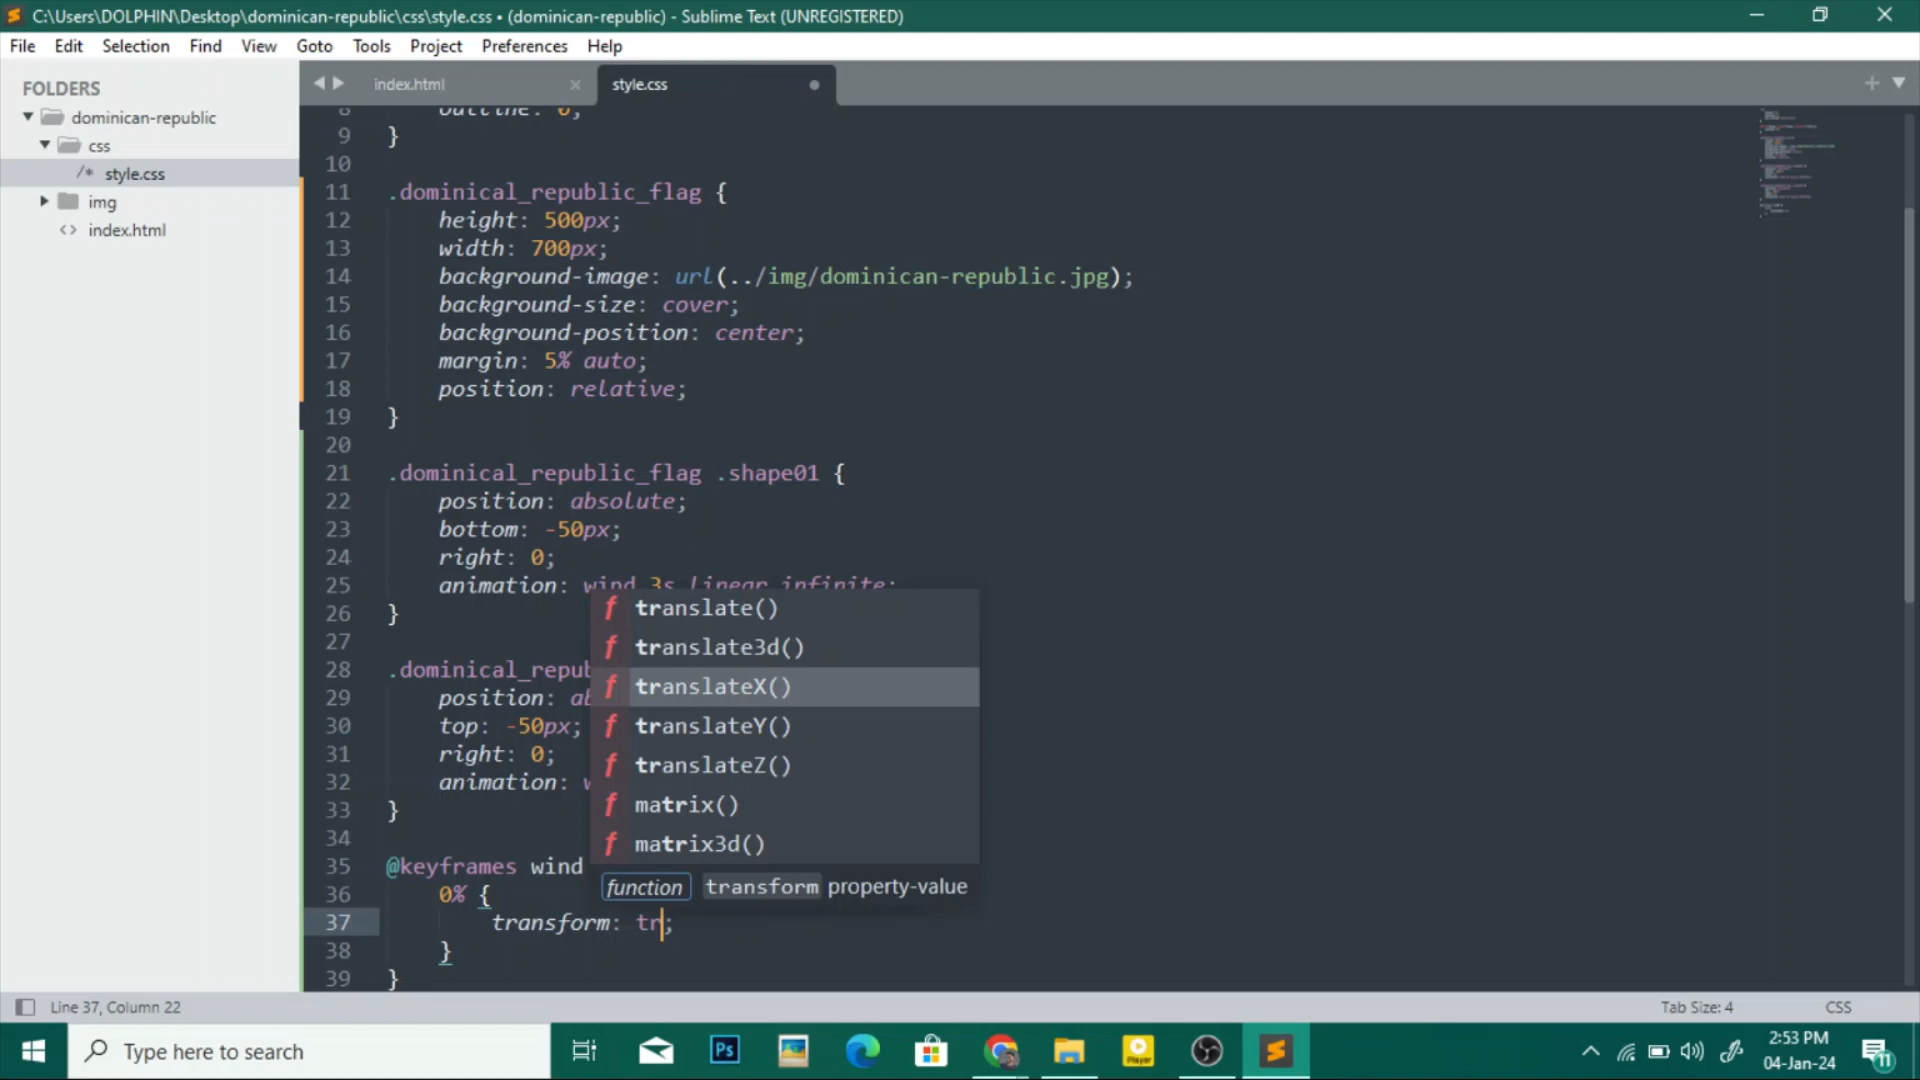 C:\Users\DOLPHIN\Desktop\dominican-republic\css\style.css • (dominican-republic) - Sublime Text (UNREGISTERED)
File Edit Selection Find View Goto Tools Project Preferences Help
FOLDERS
dominican-republic
css
/* style.css
img
<> index.html
index.html
style.css
8 outline: 0;
9 }
10
11 .dominical_republic_flag {
12 height: 500px;
13 width: 700px;
14 background-image: url(../img/dominican-republic.jpg);
15 background-size: cover;
16 background-position: center;
17 margin: 5% auto;
18 position: relative;
19 }
20
21 .dominical_republic_flag .shape01 {
22 position: absolute;
23 bottom: -50px;
24 right: 0;
25 animation: wind 3s linear infinite;
26 }
27
28 .dominical_repub
29 position: ab
30 top: -50px;
31 right: 0;
32 animation: w
33 }
34
35 @keyframes wind
36 0% {
37 transform: tr;
38 }
39 }
f translate()
f translate3d()
f translateX()
f translateY()
f translateZ()
f matrix()
f matrix3d()
function transform property-value
Line 37, Column 22
Tab Size: 4
CSS
Type here to search
Ps
Player
2:53 PM
04-Jan-24
11